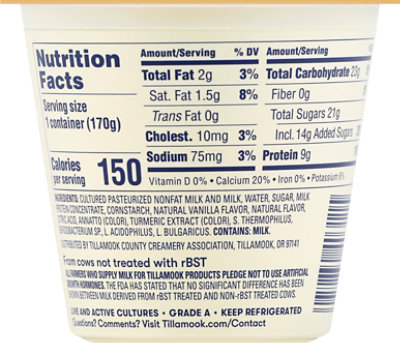 Nutrition Facts
Serving size
1 container (170g)
Calories per serving 150
Amount/Serving % DV
Total Fat 2g 3%
Sat. Fat 1.5g 8%
Trans Fat 0g
Cholest. 10mg 3%
Sodium 75mg 3%
Amount/Serving
Total Carbohydrate 23g
Fiber 0g
Total Sugars 21g
Incl. 14g Added Sugars
Protein 9g
Vitamin D 0% • Calcium 20% • Iron 0% • Potassium 6%
INGREDIENTS: CULTURED PASTEURIZED NONFAT MILK AND MILK, WATER, SUGAR, MILK
PROTEIN CONCENTRATE, CORNSTARCH, NATURAL VANILLA FLAVOR, NATURAL FLAVOR,
CITRIC ACID, ANNATTO (COLOR), TURMERIC EXTRACT (COLOR), S. THERMOPHILUS,
BIFIDOBACTERIUM SP., L. ACIDOPHILUS, L. BULGARICUS. CONTAINS: MILK.
DISTRIBUTED BY TILLAMOOK COUNTY CREAMERY ASSOCIATION, TILLAMOOK, OR 97141
From cows not treated with rBST
ALL FARMERS WHO SUPPLY MILK FOR TILLAMOOK PRODUCTS PLEDGE NOT TO USE ARTIFICIAL
GROWTH HORMONES. THE FDA HAS STATED THAT NO SIGNIFICANT DIFFERENCE HAS BEEN
SHOWN BETWEEN MILK DERIVED FROM rBST TREATED AND NON-rBST TREATED COWS.
LIVE AND ACTIVE CULTURES • GRADE A • KEEP REFRIGERATED
Questions? Comments? Visit Tillamook.com/Contact